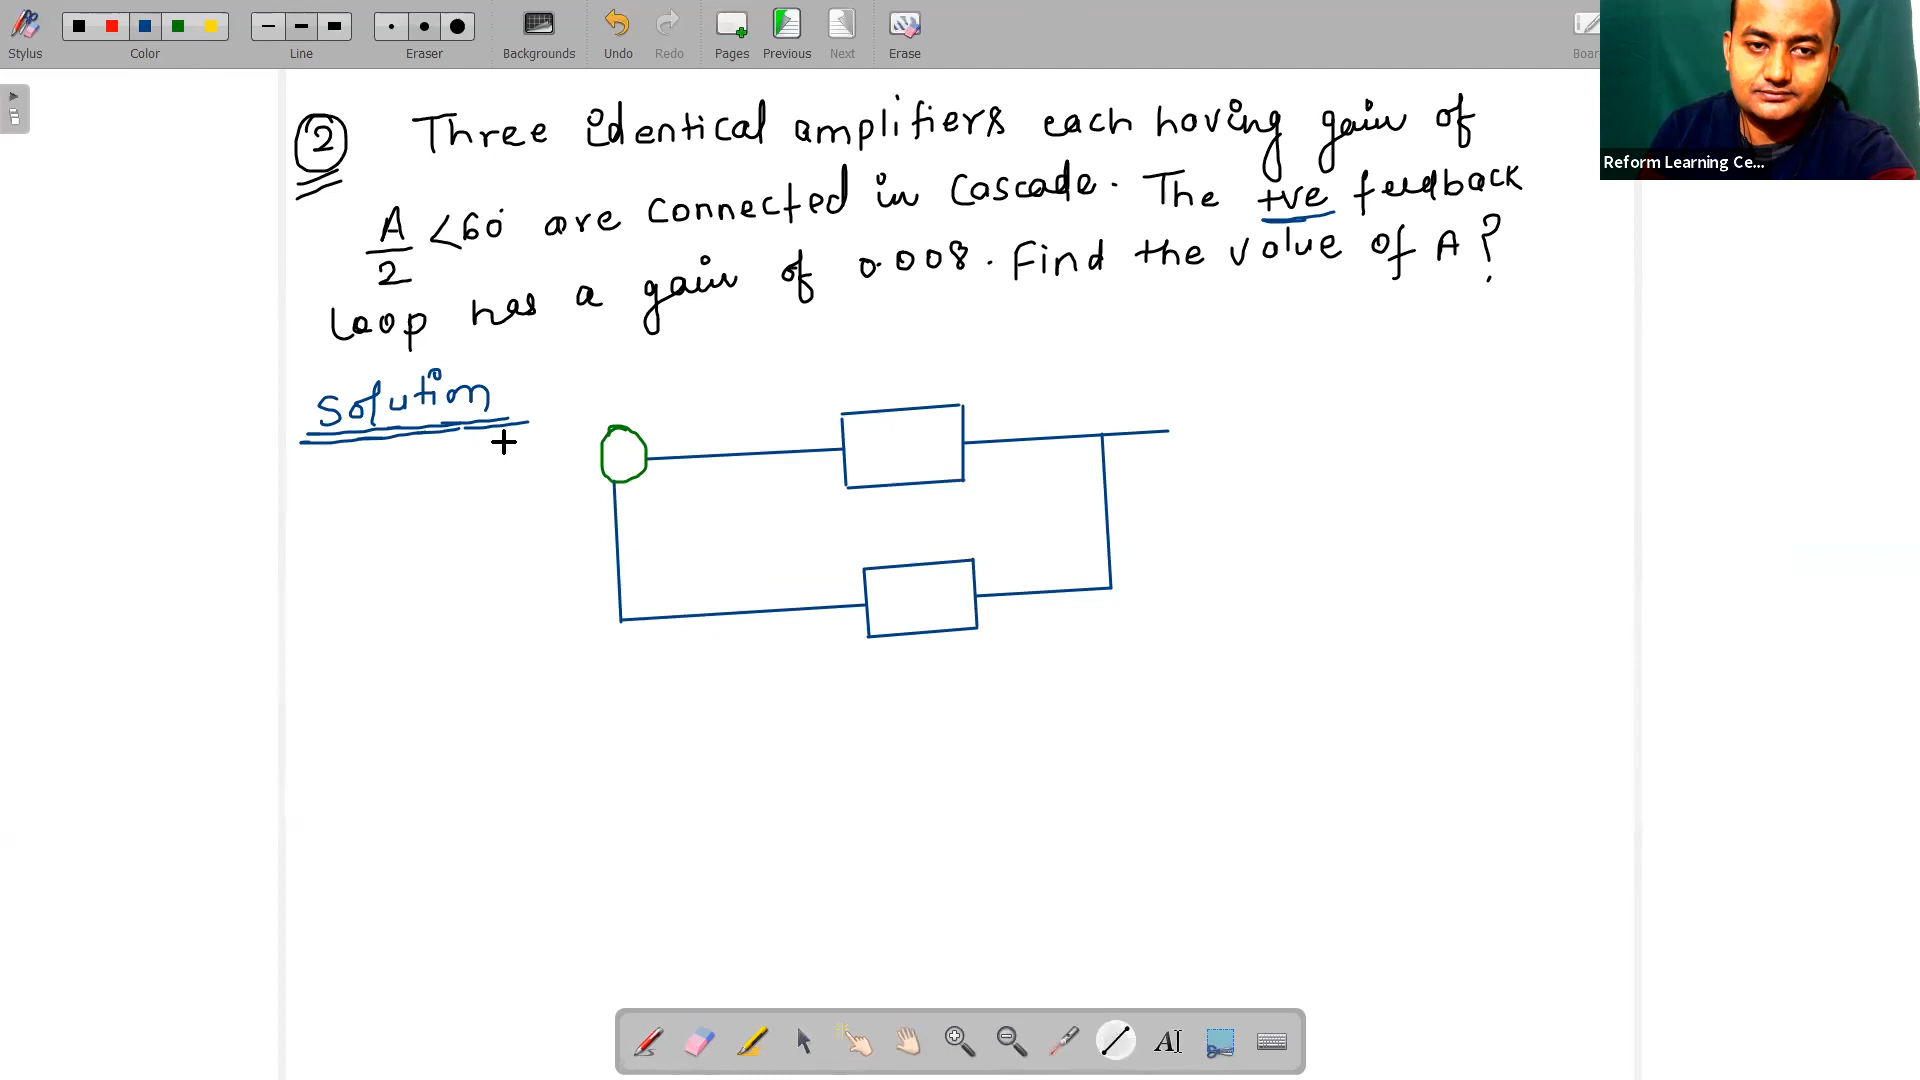 Stylus
Color
Line
Eraser
Backgrounds
Undo
Redo
Pages
Previous
Next
Erase
Boar
Reform Learning Ce...
2 Three identical amplifiers each having gain of
A/2 <60° are connected in Cascade. The +ve feedback
loop has a gain of 0.008. Find the value of A?
Solution